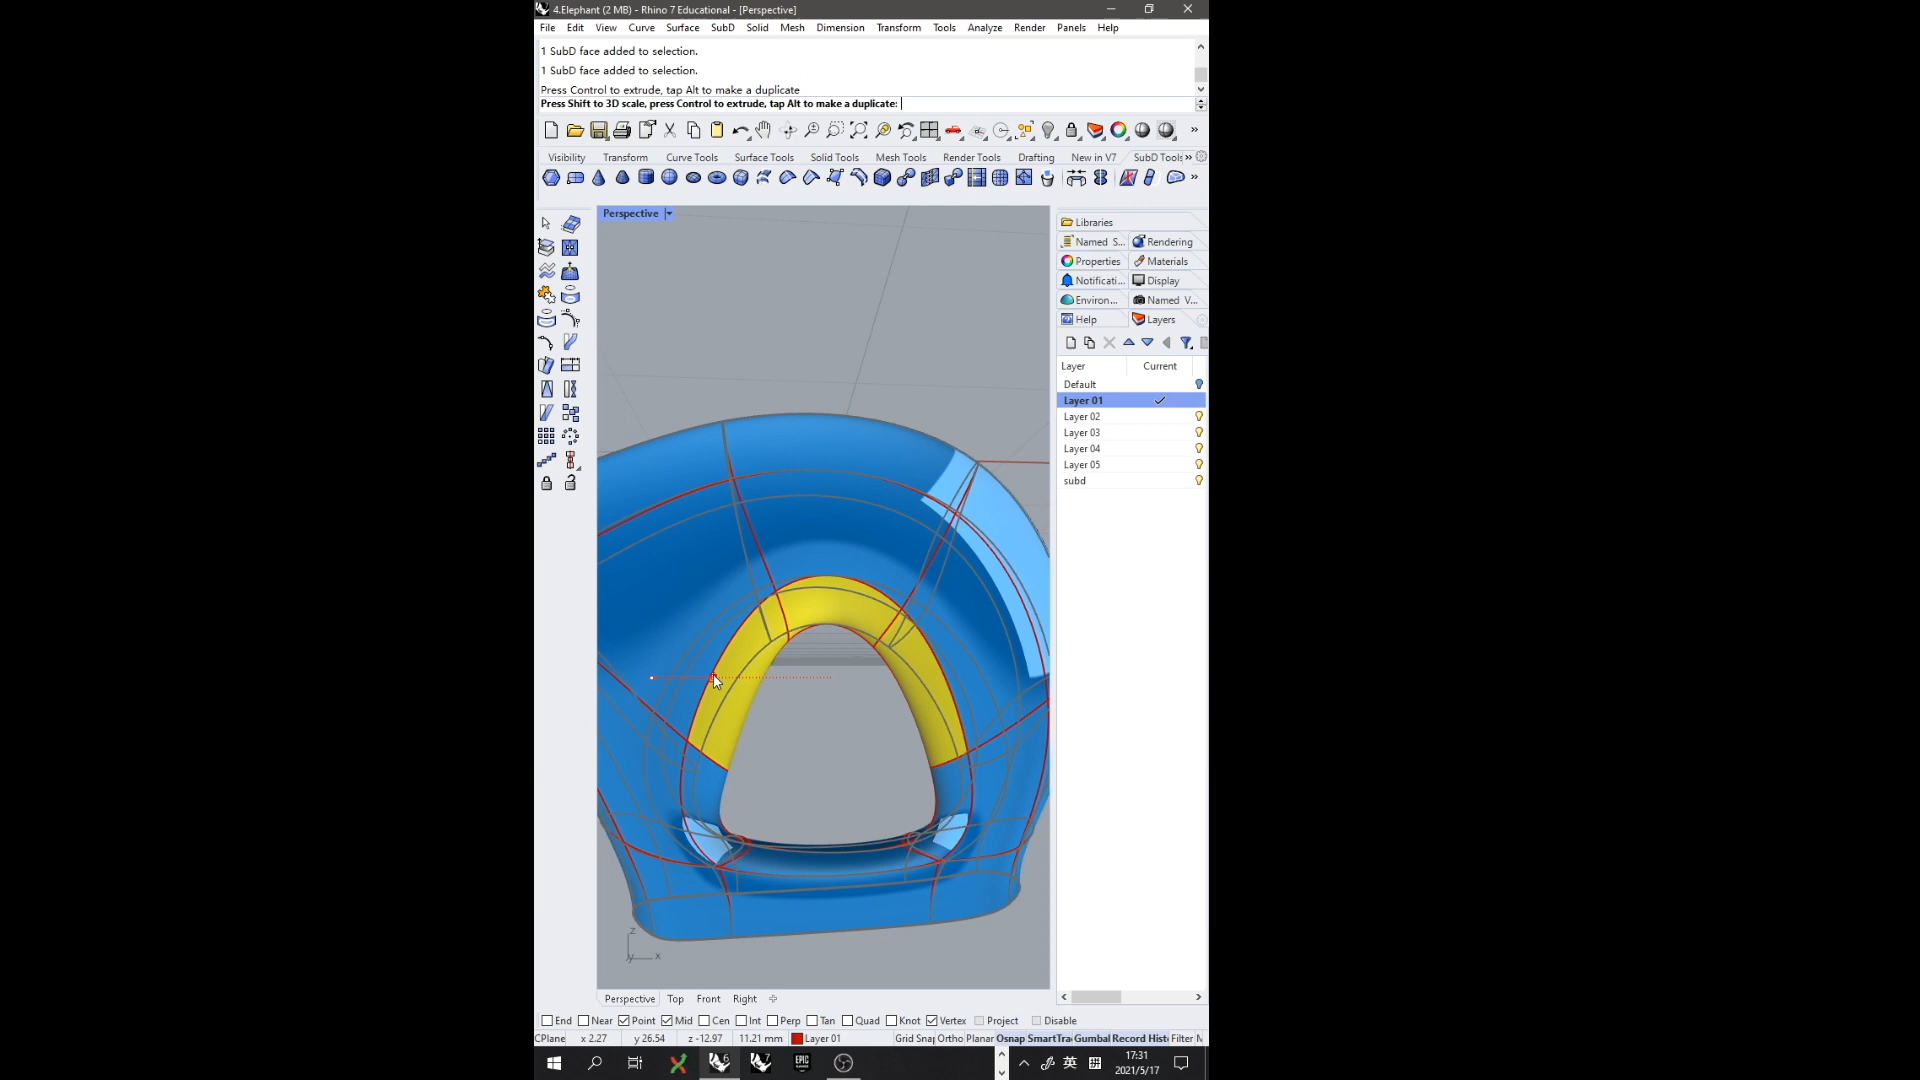 4.Elephant (2 MB) - Rhino 7 Educational - [Perspective]
File Edit View Curve Surface SubD Solid Mesh Dimension Transform Tools Analyze Render Panels Help
1 SubD face added to selection.
1 SubD face added to selection.
Press Control to extrude, tap Alt to make a duplicate
Press Shift to 3D scale, press Control to extrude, tap Alt to make a duplicate:
Visibility Transform Curve Tools Surface Tools Solid Tools Mesh Tools Render Tools Drafting New in V7 SubD Tools
Perspective
Libraries
Named S... Rendering
Properties Materials
Notificati... Display
Environ... Named V...
Help Layers
Layer Current
Default
Layer 01
Layer 02
Layer 03
Layer 04
Layer 05
subd
z
y x
Perspective Top Front Right
End Near Point Mid Cen Int Perp Tan Quad Knot Vertex Project Disable
CPlane x 2.27 y 26.54 z -12.97 11.21 mm Layer 01 Grid Snap Ortho Planar Osnap SmartTra Gumbal Record Hist Filter M
6 7 EPIC 英 17:31
2021/5/17